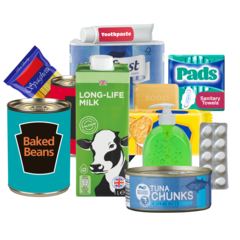 Toothpaste
LONG-LIFE
MILK
Pads
Sanitary
Towels
Baked
Beans
TUNA
CHUNKS